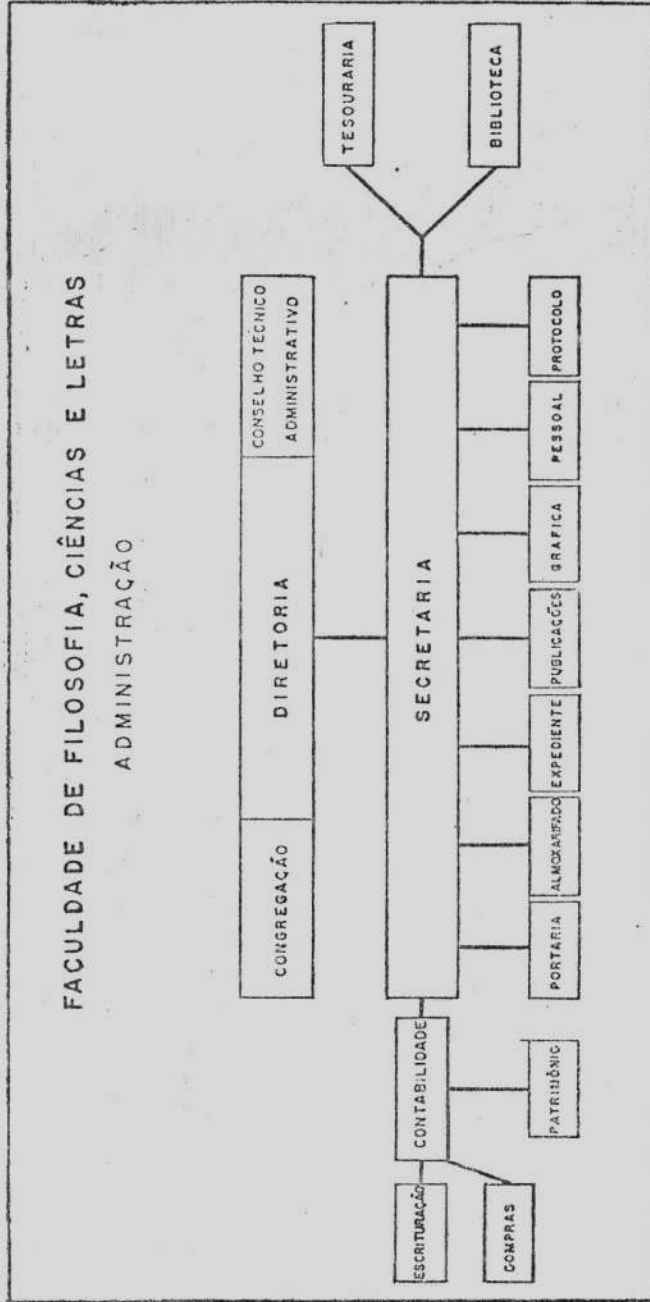 FACULDADE DE FILOSOFIA, CIÊNCIAS E LETRAS
ADMINISTRAÇÃO
CONGREGAÇÃO
DIRETORIA
CONSELHO TÉCNICO
ADMINISTRATIVO
TESOURARIA
ESCRITURAÇÃO
CONTABILIDADE
SECRETARIA
COMPRAS
BIBLIOTECA
PATRIMÔNIO
PORTARIA
ALMOXARIFADO
EXPEDIENTE
PUBLICAÇÕES
GRAFICA
PESSOAL
PROTOCOLO